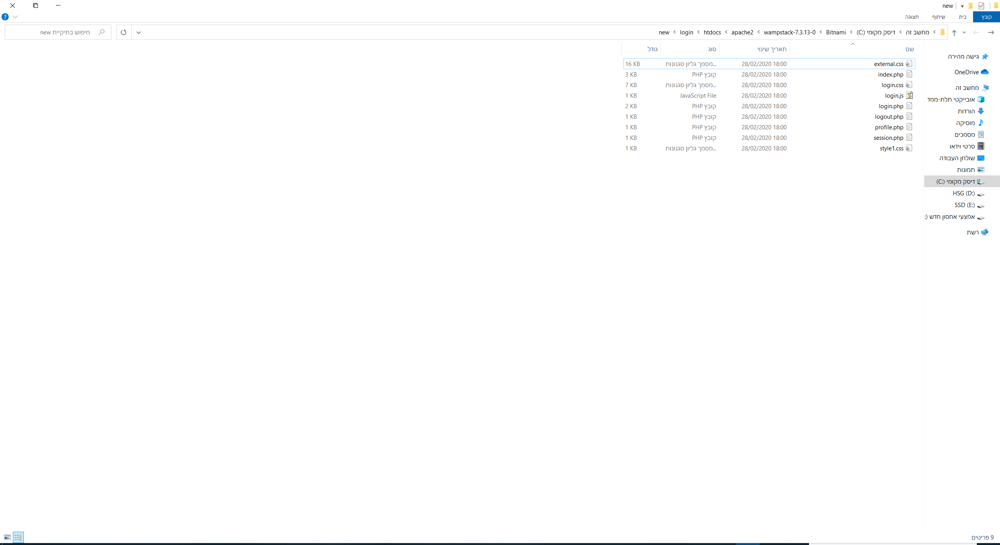 new
קובץ בית שיתוף תצוגה
מחשב זה דיסק מקומי (C:) Bitnami wampstack-7.3.13-0 apache2 htdocs login new
חיפוש בתיקיית new
שם תאריך שינוי סוג גודל
external.css 28/02/2020 18:00 מסמך גליון סגנונות... 16 KB
index.php 28/02/2020 18:00 קובץ PHP 3 KB
login.css 28/02/2020 18:00 מסמך גליון סגנונות... 7 KB
login.js 28/02/2020 18:00 JavaScript File 1 KB
login.php 28/02/2020 18:00 קובץ PHP 2 KB
logout.php 28/02/2020 18:00 קובץ PHP 1 KB
profile.php 28/02/2020 18:00 קובץ PHP 1 KB
session.php 28/02/2020 18:00 קובץ PHP 1 KB
style1.css 28/02/2020 18:00 מסמך גליון סגנונות... 1 KB
גישה מהירה
OneDrive
מחשב זה
אובייקטי תלת-ממד
הורדות
מוסיקה
מסמכים
סרטי וידאו
שולחן העבודה
תמונות
דיסק מקומי (C:)
HSG (D:)
SSD (E:)
אמצעי אחסון חדש (:
רשת
9 פריטים